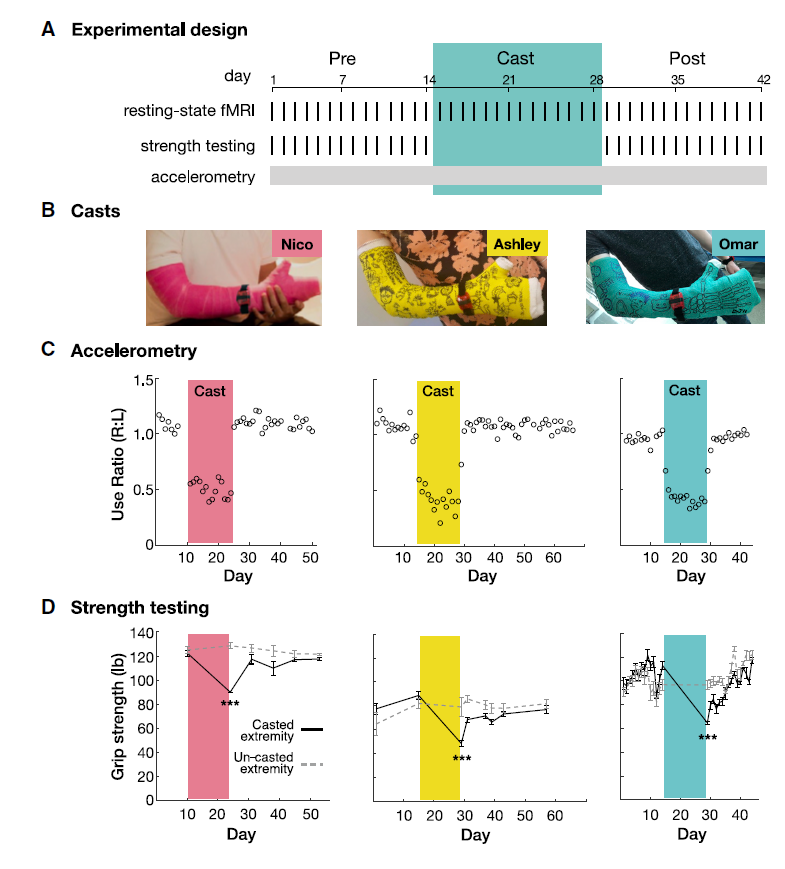 A Experimental design
Pre Cast Post
day 1 7 14 21 28 35 42
resting-state fMRI
strength testing
accelerometry
B Casts
Nico Ashley Omar
C Accelerometry
Use Ratio (R:L)
1.5
1.0
0.5
0
Cast Cast Cast
10 20 30 40 50
10 20 30 40 50 60
10 20 30 40
Day Day Day
D Strength testing
Grip strength (lb)
140
120
100
80
60
40
20
0
*** *** ***
Casted
extremity
Un-casted
extremity
10 20 30 40 50
10 20 30 40 50 60
10 20 30 40
Day Day Day